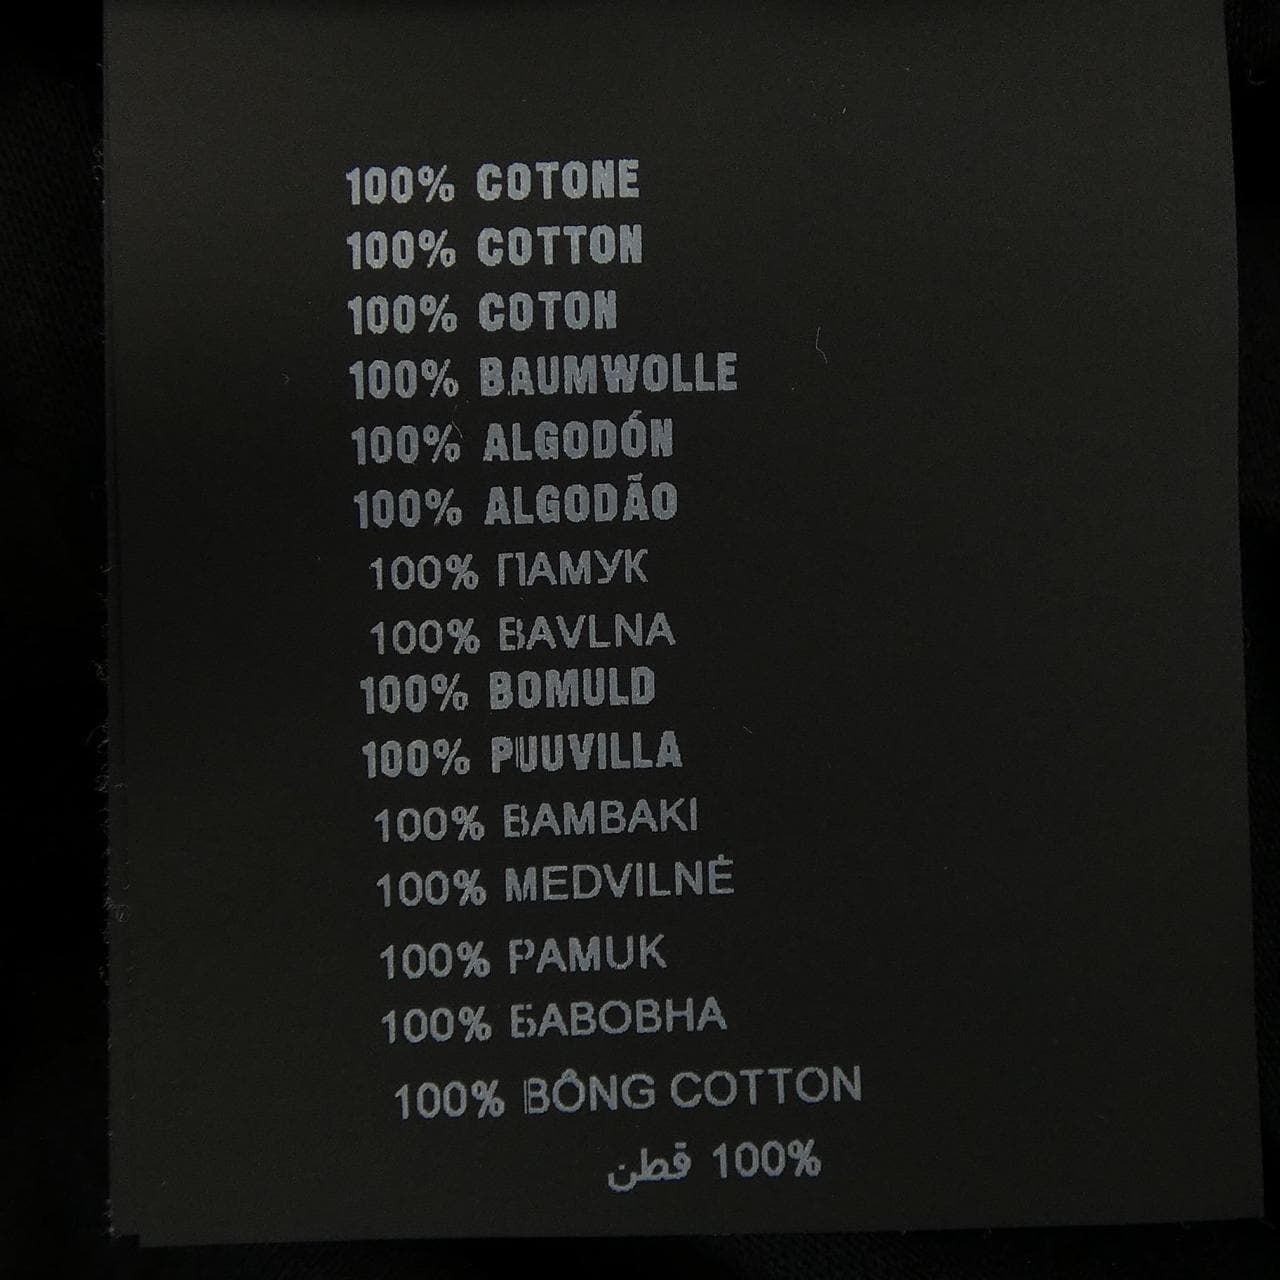 100% COTONE
100% COTTON
100% COTON
100% BAUMWOLLE
100% ALGODÓN
100% ALGODÃO
100% ПАМУК
100% BAVLNA
100% BOMULD
100% PUUVILLA
100% BAMBAKI
100% MEDVILNĖ
100% PAMUK
100% БАВОВНА
100% BÔNG COTTON
100% قطن